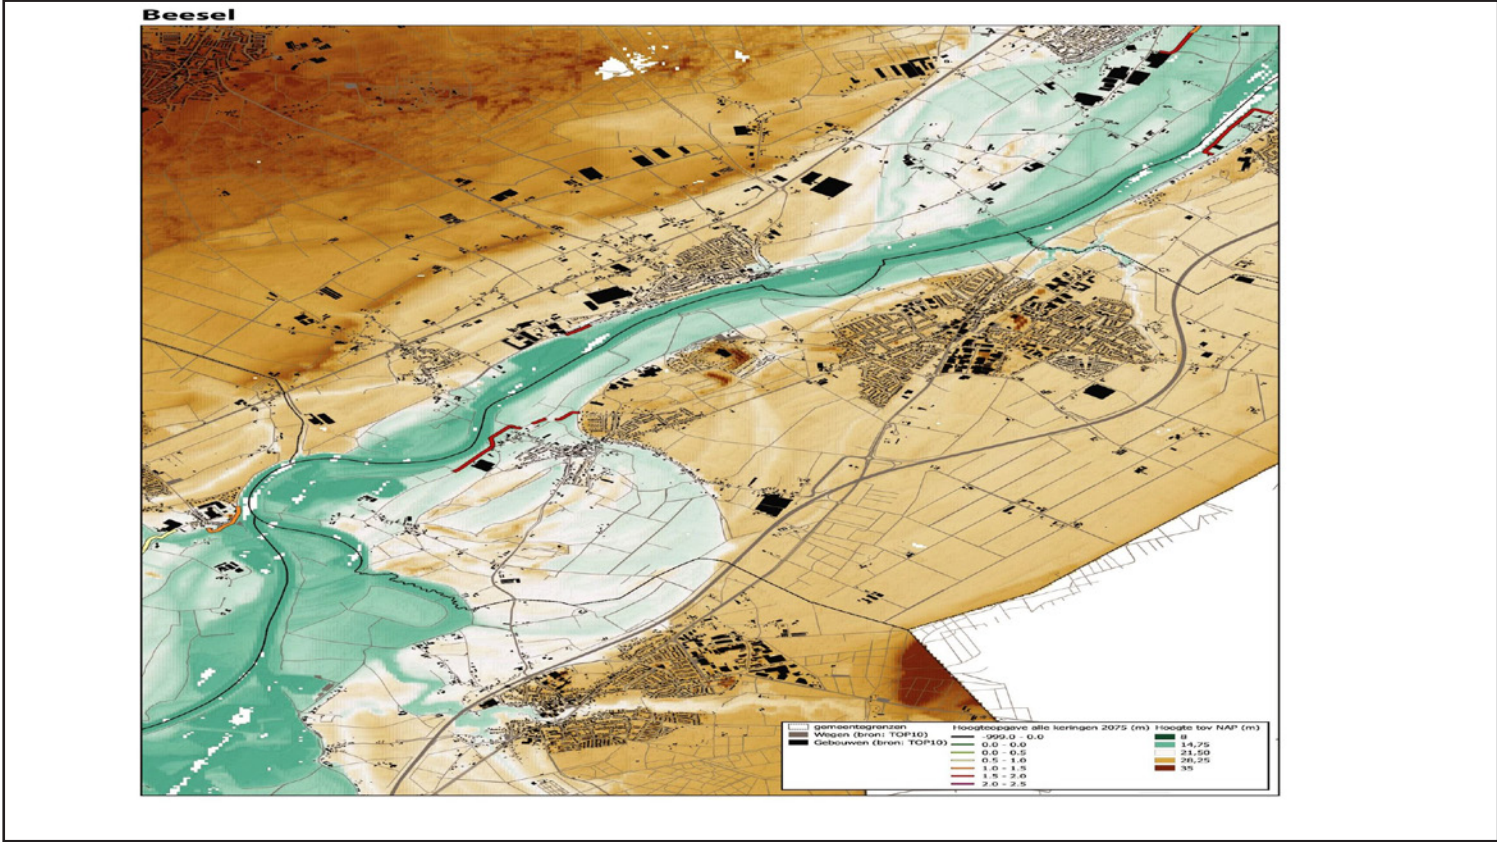 Beesel
gemeentegrenzen
Wegen (bron: TOP10)
Gebouwen (bron: TOP10)
Hoogteopgave alle keringen 2075 (m)
-999.0 - 0.0
0.0 - 0.0
0.0 - 0.5
0.5 - 1.0
1.0 - 1.5
1.5 - 2.0
2.0 - 2.5
Hoogte tov NAP (m)
8
14,75
21,50
28,25
35